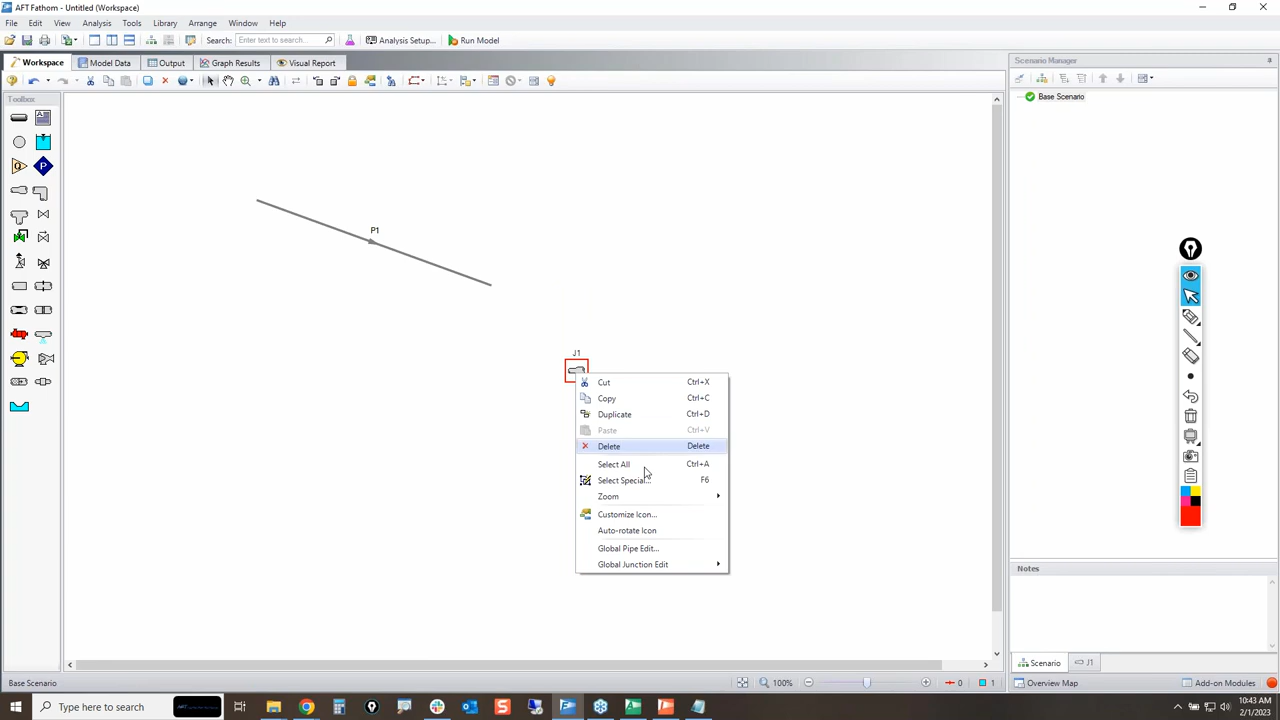 AFT Fathom - Untitled (Workspace)
File Edit View Analysis Tools Library Arrange Window Help
Search: Enter text to search... Analysis Setup... Run Model
Workspace Model Data Output Graph Results Visual Report
Toolbox
P1
J1
Cut Ctrl+X
Copy Ctrl+C
Duplicate Ctrl+D
Paste Ctrl+V
Delete Delete
Select All Ctrl+A
Select Special... F6
Zoom
Customize Icon...
Auto-rotate Icon
Global Pipe Edit...
Global Junction Edit
Scenario Manager
Base Scenario
Notes
Scenario J1
Base Scenario 100% 0 1 Overview Map Add-on Modules
Type here to search
10:43 AM
2/1/2023